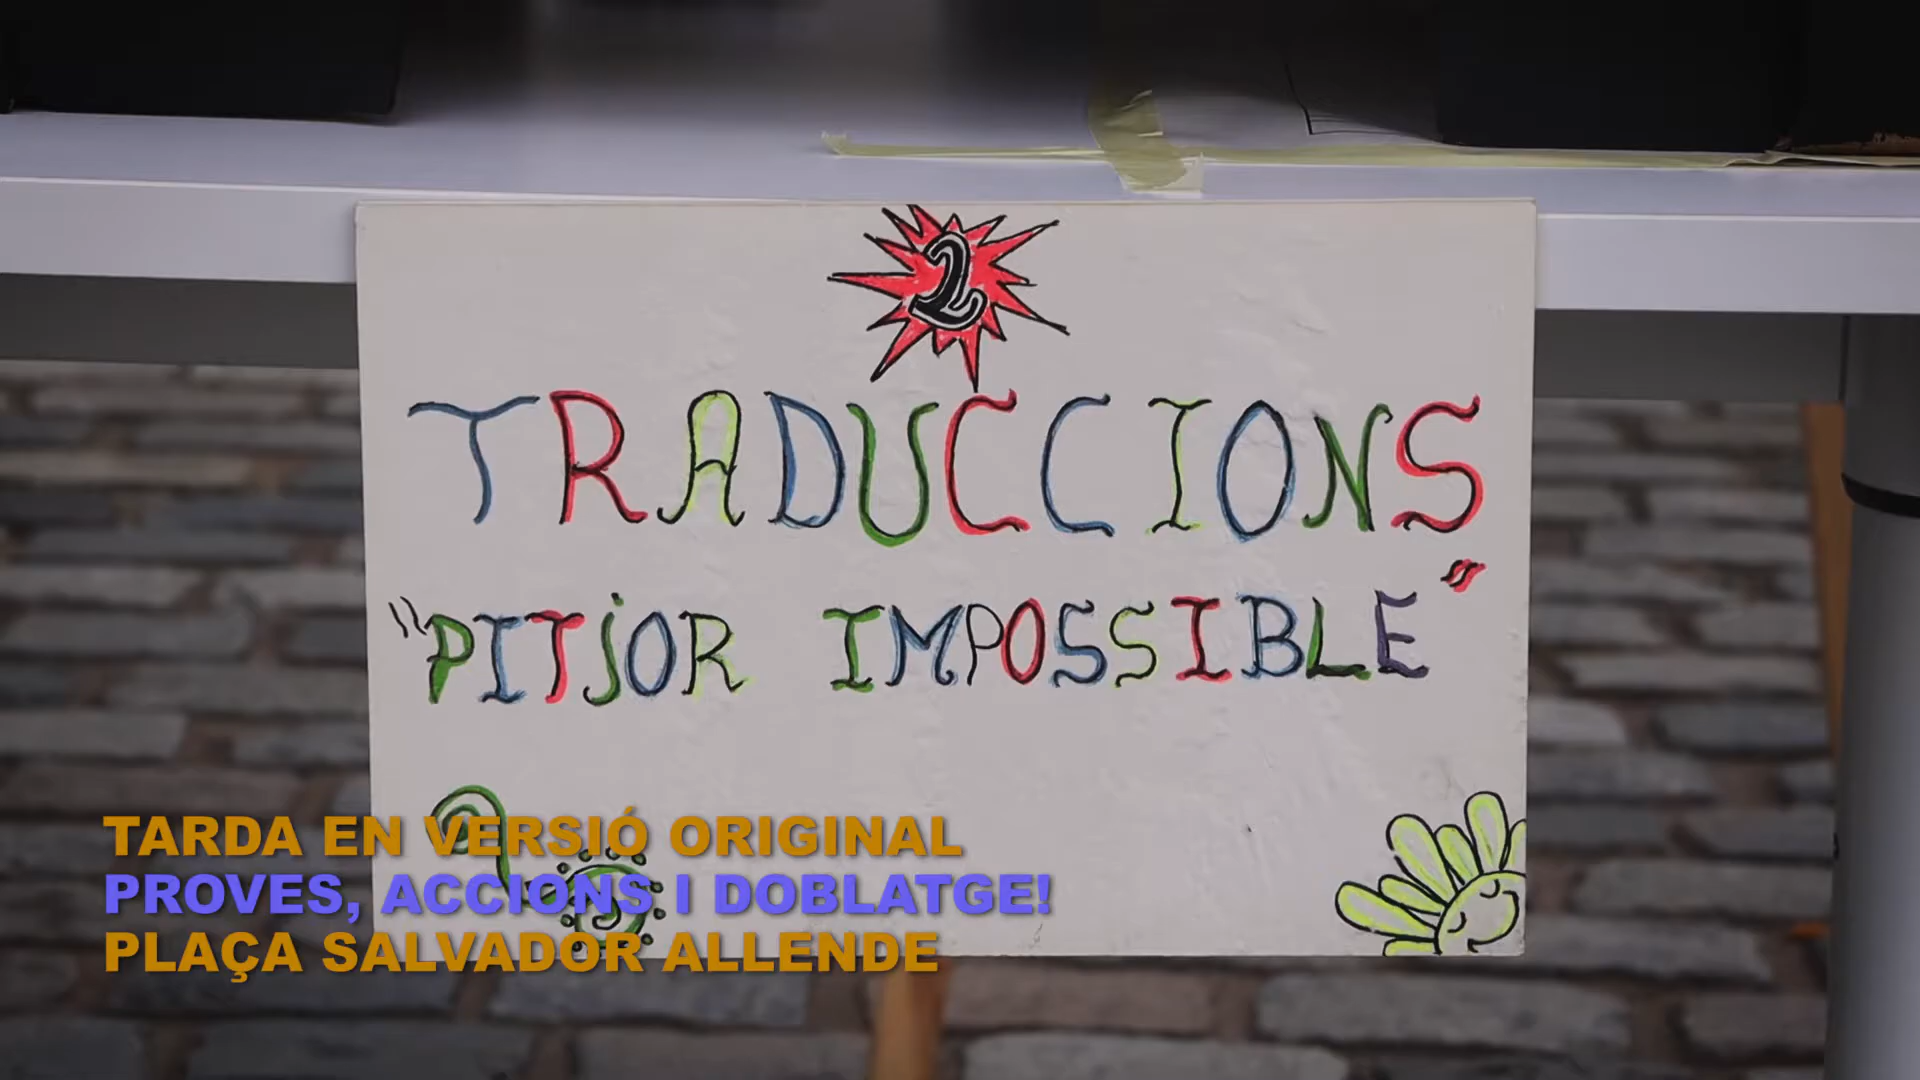 2
TRADUCCIONS
"PITjOR IMPOSSIBLE"
TARDA EN VERSIÓ ORIGINAL
PROVES, ACCIONS I DOBLATGE!
PLAÇA SALVADOR ALLENDE